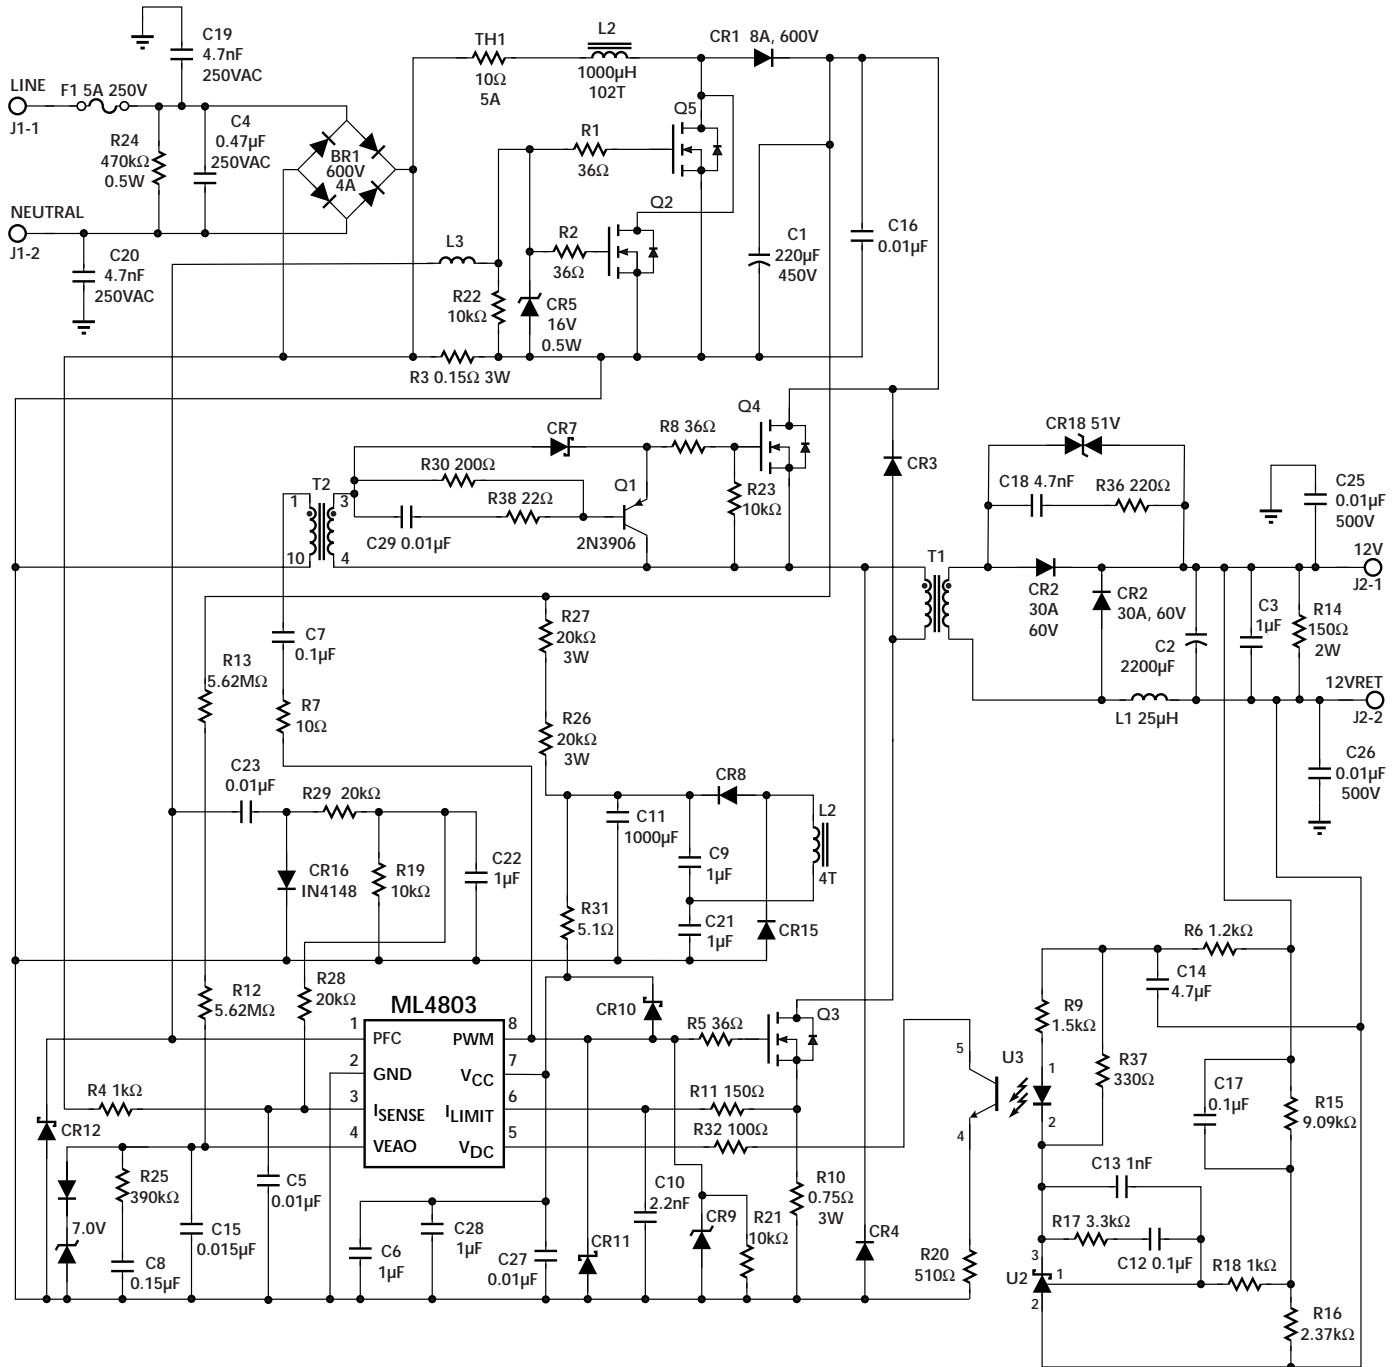 C19
4.7nF
250VAC
LINE
F1 5A 250V
J1-1
R24
470kΩ
0.5W
C4
0.47µF
250VAC
BR1
600V
4A
NEUTRAL
J1-2
C20
4.7nF
250VAC
TH1
10Ω
5A
L2
1000µH
102T
CR1 8A, 600V
Q5
R1
36Ω
Q2
R2
36Ω
L3
R22
10kΩ
CR5
16V
0.5W
C1
220µF
450V
C16
0.01µF
R3 0.15Ω 3W
CR7
R8 36Ω
Q4
R30 200Ω
R38 22Ω
Q1
R23
10kΩ
C29 0.01µF
2N3906
T2
1
3
10
4
CR3
CR18 51V
C18 4.7nF
R36 220Ω
C25
0.01µF
500V
T1
12V
J2-1
CR2
30A
60V
CR2
30A, 60V
C3
1µF
R14
150Ω
2W
C2
2200µF
L1 25µH
12VRET
J2-2
C26
0.01µF
500V
C7
0.1µF
R13
5.62MΩ
R7
10Ω
R27
20kΩ
3W
R26
20kΩ
3W
C23
0.01µF
R29 20kΩ
CR16
IN4148
R19
10kΩ
C22
1µF
C11
1000µF
CR8
L2
4T
C9
1µF
C21
1µF
CR15
R31
5.1Ω
R12
5.62MΩ
R28
20kΩ
ML4803
CR10
Q3
1
PFC
PWM
8
R5 36Ω
2
GND
VCC
7
R4 1kΩ
3
ISENSE
ILIMIT
6
R11 150Ω
CR12
4
VEAO
VDC
5
R32 100Ω
R25
390kΩ
7.0V
C8
0.15µF
C15
0.015µF
C5
0.01µF
C6
1µF
C28
1µF
C27
0.01µF
CR11
C10
2.2nF
CR9
R21
10kΩ
R10
0.75Ω
3W
CR4
R20
510Ω
U3
5
4
1
2
R9
1.5kΩ
R37
330Ω
R6 1.2kΩ
C14
4.7µF
C17
0.1µF
R15
9.09kΩ
C13 1nF
R17 3.3kΩ
C12 0.1µF
R18 1kΩ
U2
3
1
2
R16
2.37kΩ